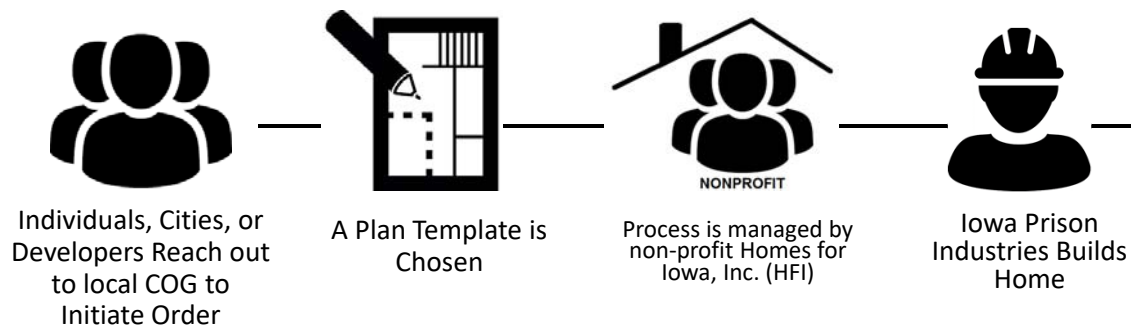 NONPROFIT
Individuals, Cities, or
Developers Reach out
to local COG to
Initiate Order
A Plan Template is
Chosen
Process is managed by
non-profit Homes for
Iowa, Inc. (HFI)
Iowa Prison
Industries Builds
Home